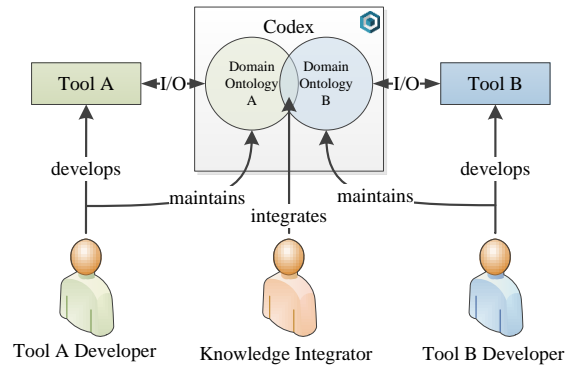 Codex
Tool A
I/O
Domain
Ontology
A
Domain
Ontology
B
I/O
Tool B
develops
maintains
integrates
maintains
develops
Tool A Developer
Knowledge Integrator
Tool B Developer